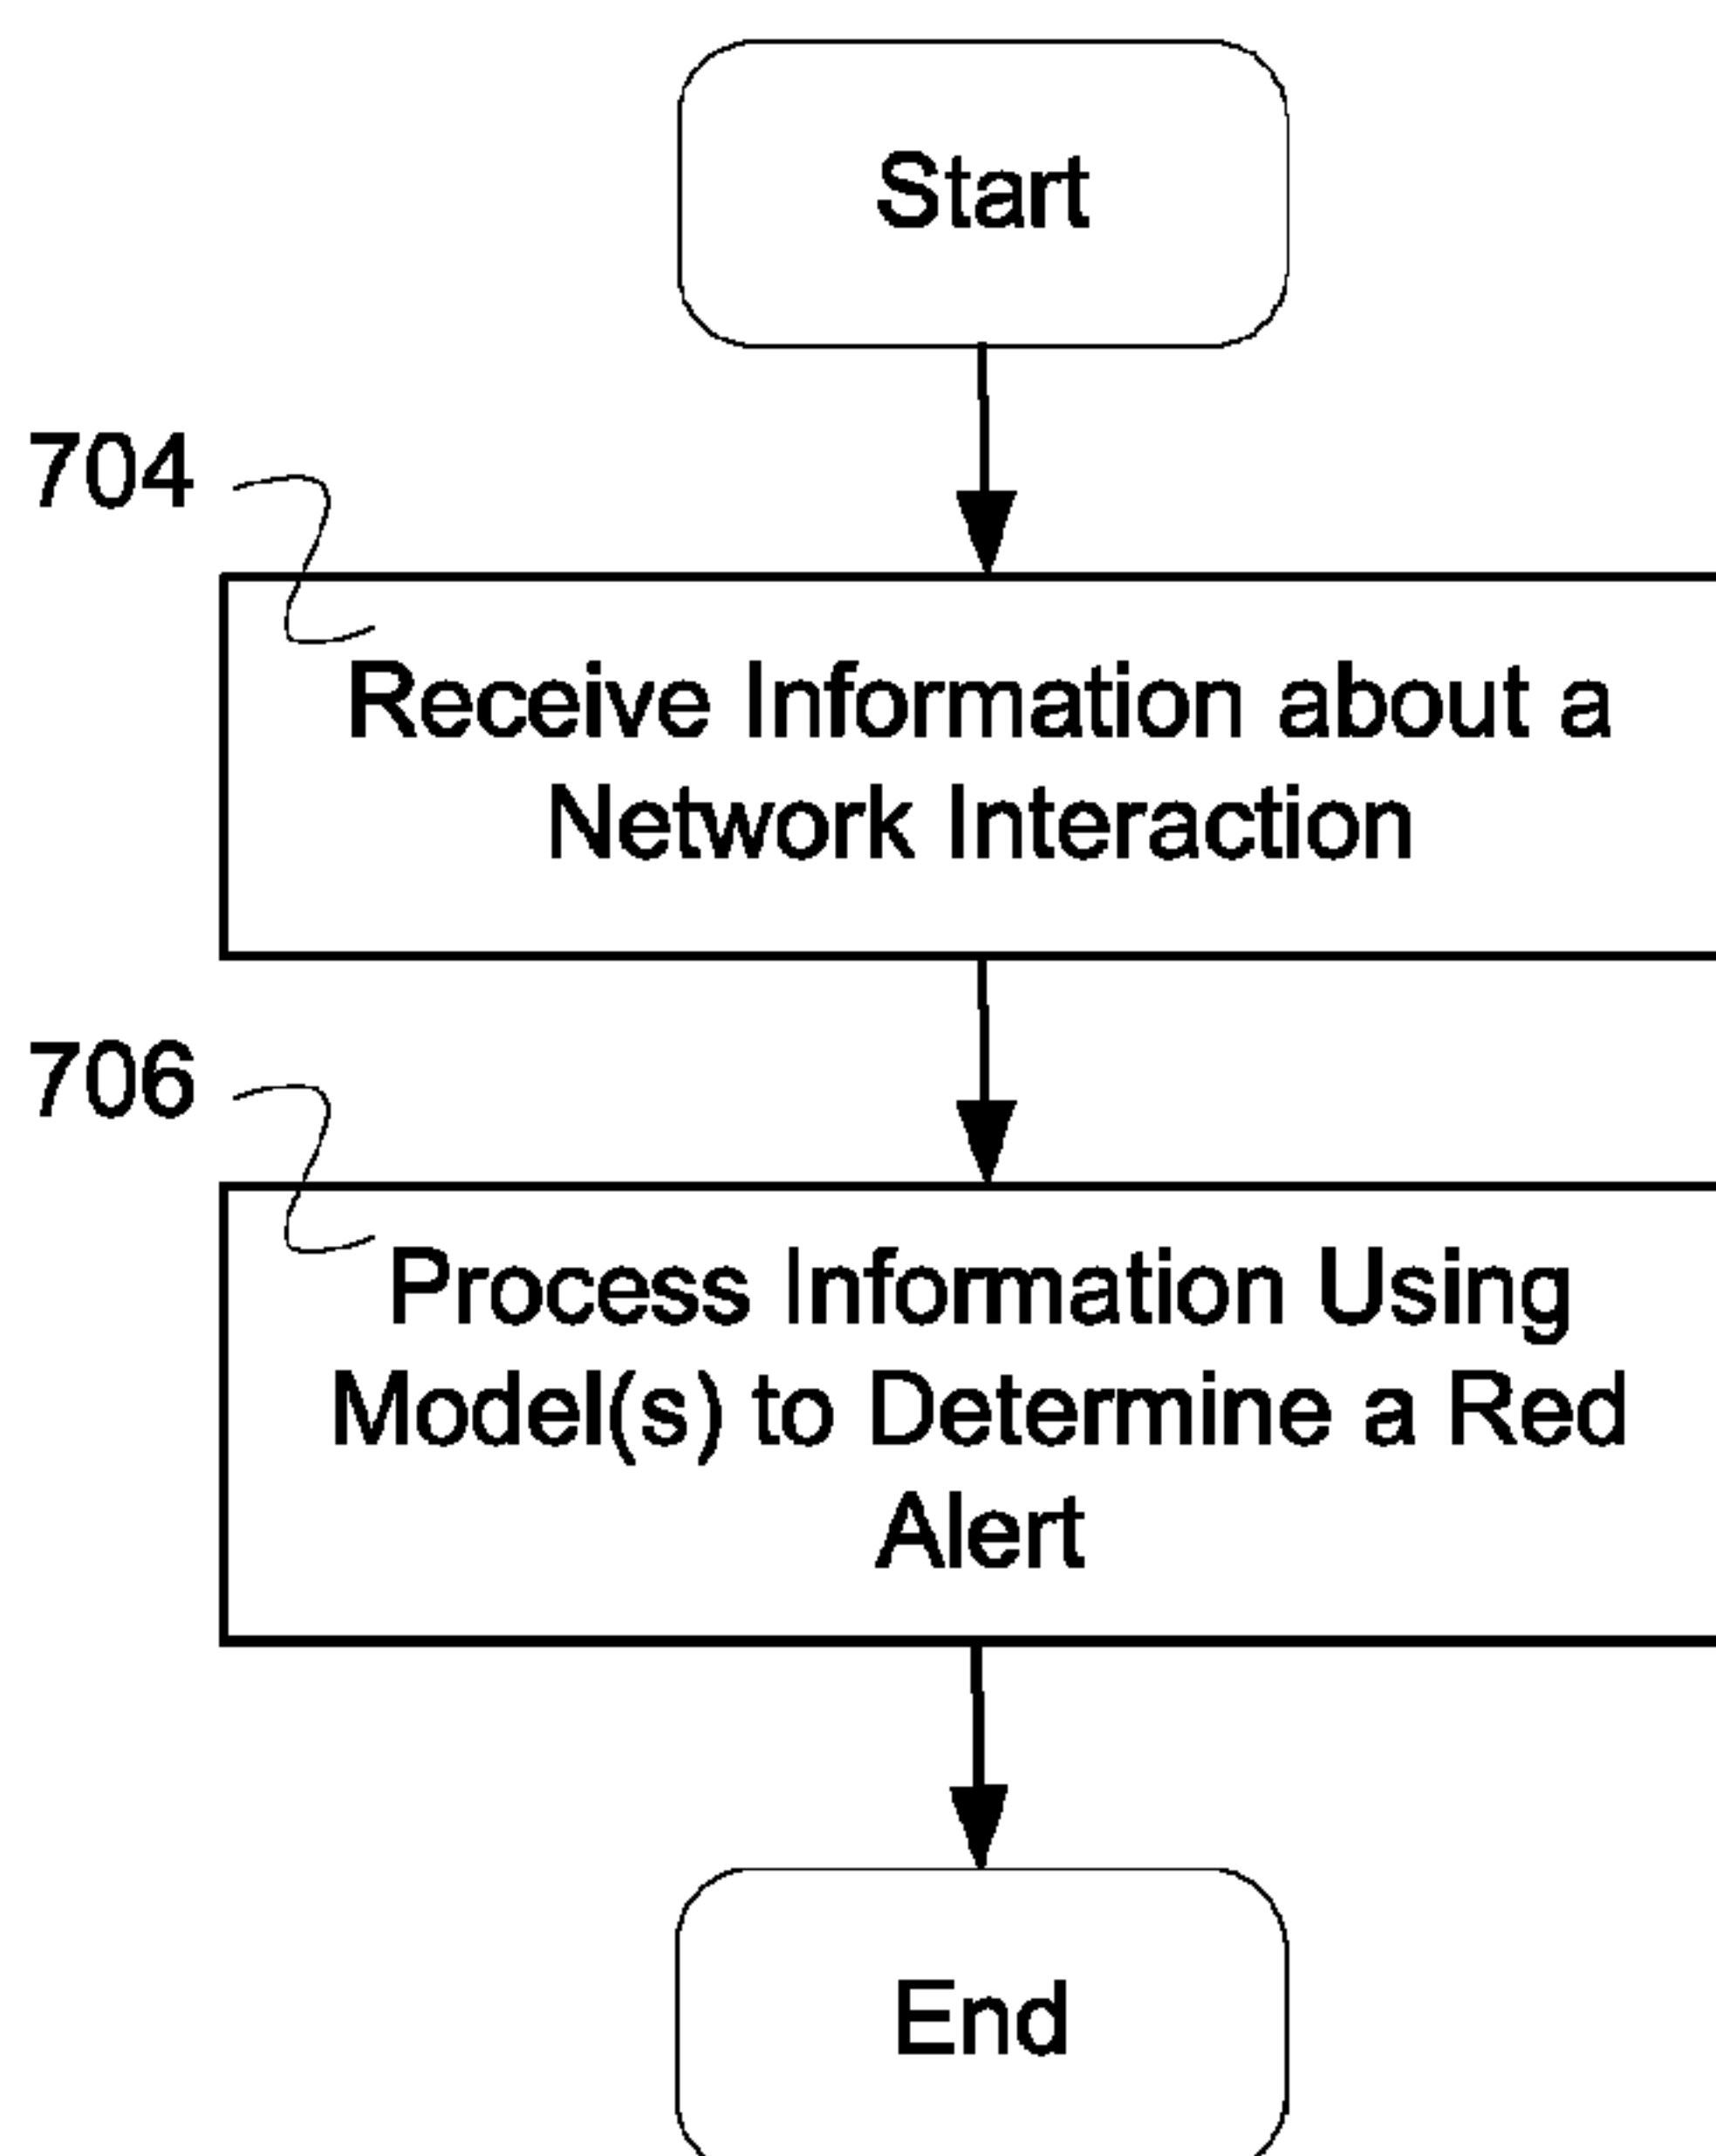 Start
704
Receive Information about a
Network Interaction
706
Process Information Using
Model(s) to Determine a Red
Alert
End